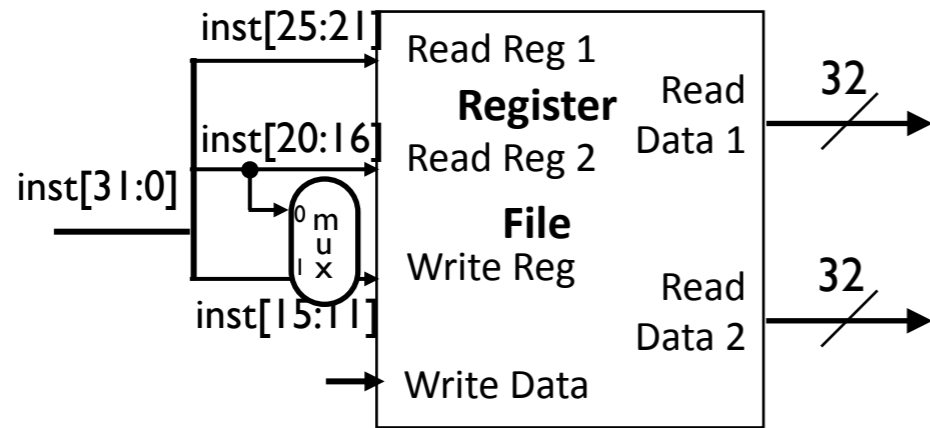 inst[25:21]
Read Reg 1
Register
Read
Data 1
32
inst[20:16]
Read Reg 2
inst[31:0]
0
mux
1
File
Write Reg
inst[15:11]
Read
Data 2
32
Write Data